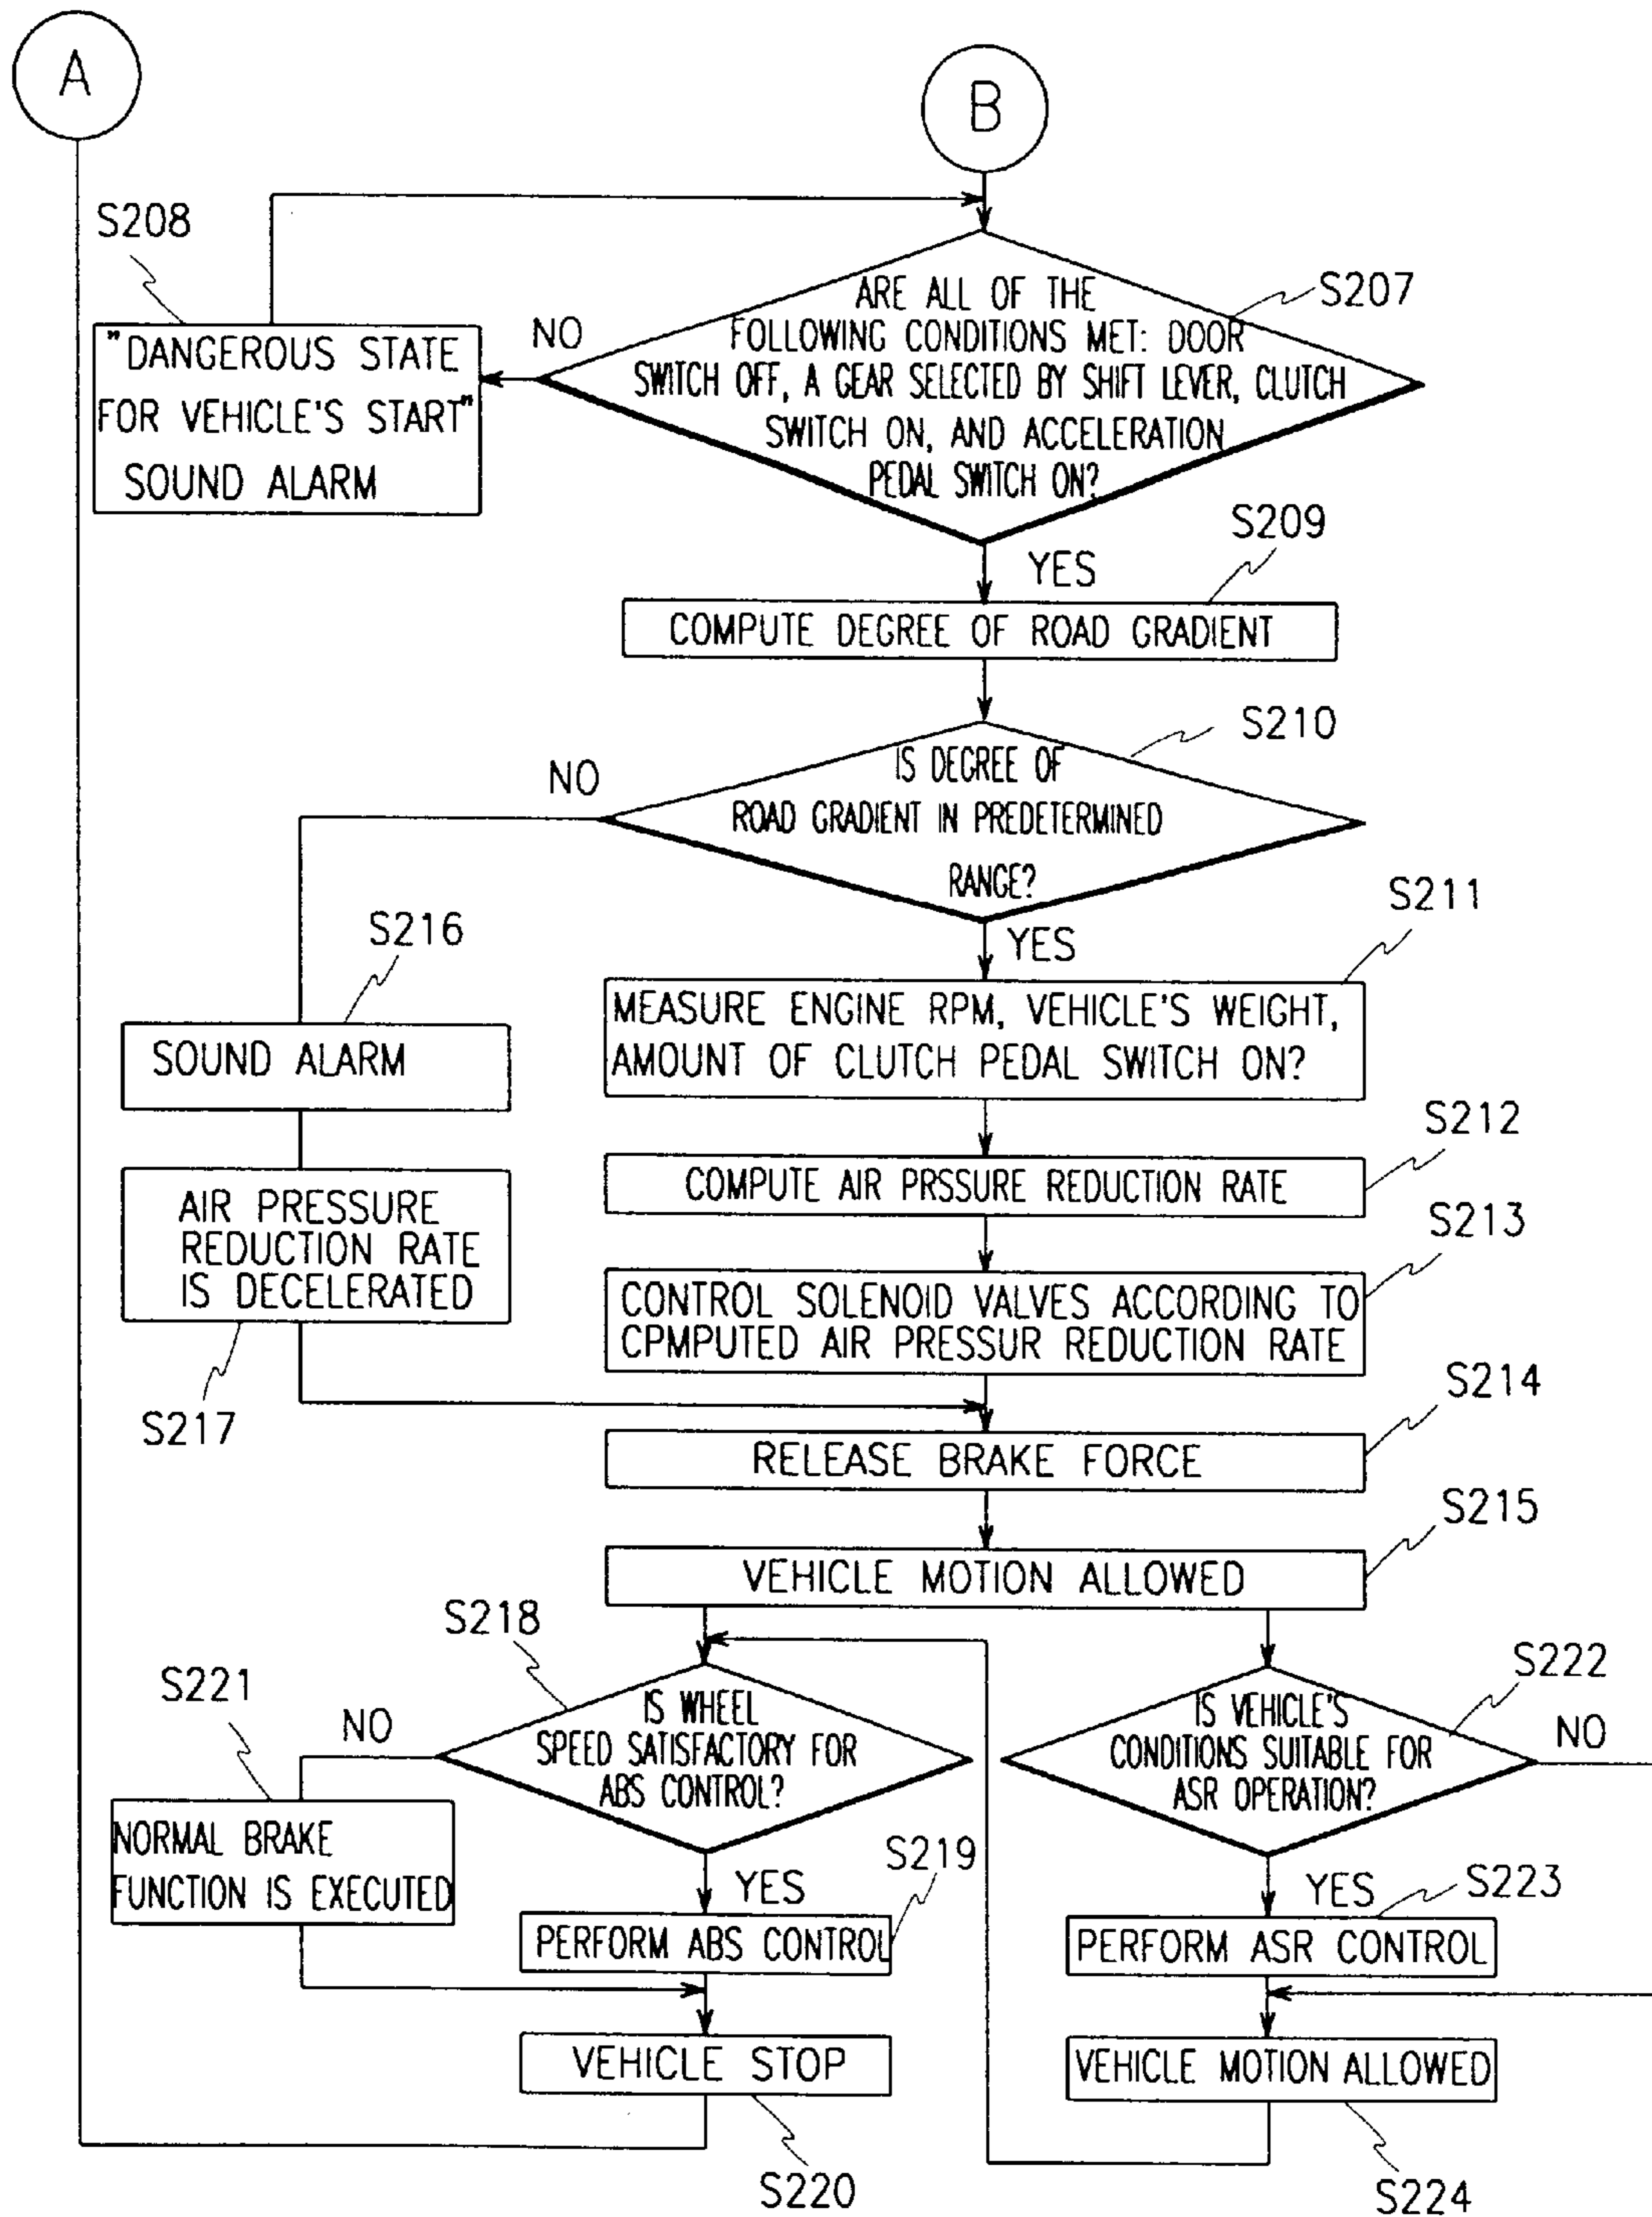 A
B
S208
S207
ARE ALL OF THE
FOLLOWING CONDITIONS MET: DOOR
SWITCH OFF, A GEAR SELECTED BY SHIFT LEVER, CLUTCH
SWITCH ON, AND ACCELERATION
PEDAL SWITCH ON?
NO
"DANGEROUS STATE
FOR VEHICLE'S START"
SOUND ALARM
YES
S209
COMPUTE DEGREE OF ROAD GRADIENT
S210
IS DEGREE OF
ROAD GRADIENT IN PREDETERMINED
RANGE?
NO
YES
S211
MEASURE ENGINE RPM, VEHICLE'S WEIGHT,
AMOUNT OF CLUTCH PEDAL SWITCH ON?
S216
SOUND ALARM
S212
COMPUTE AIR PRSSURE REDUCTION RATE
AIR PRESSURE
REDUCTION RATE
IS DECELERATED
S217
S213
CONTROL SOLENOID VALVES ACCORDING TO
CPMPUTED AIR PRESSUR REDUCTION RATE
S214
RELEASE BRAKE FORCE
S215
VEHICLE MOTION ALLOWED
S218
IS WHEEL
SPEED SATISFACTORY FOR
ABS CONTROL?
NO
S221
NORMAL BRAKE
FUNCTION IS EXECUTED
YES
S219
PERFORM ABS CONTROL
VEHICLE STOP
S220
S222
IS VEHICLE'S
CONDITIONS SUITABLE FOR
ASR OPERATION?
NO
YES
S223
PERFORM ASR CONTROL
VEHICLE MOTION ALLOWED
S224